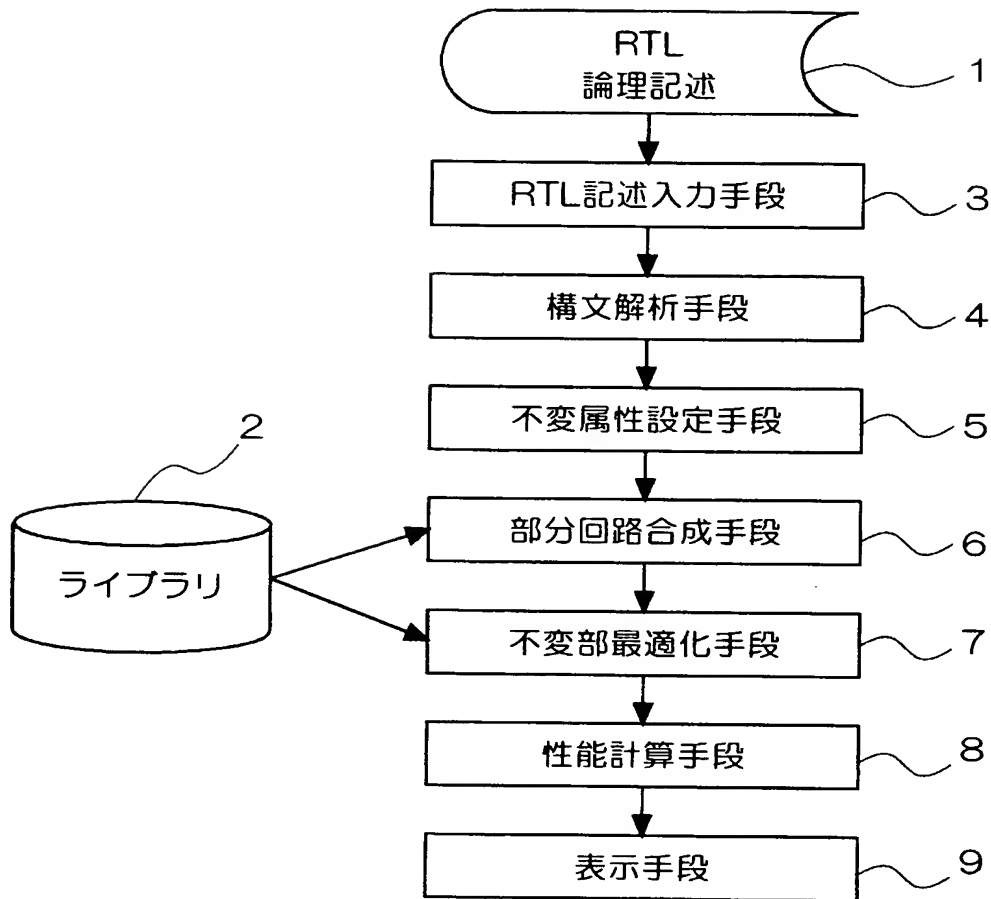 RTL
論理記述
1
RTL記述入力手段
3
構文解析手段
4
不変属性設定手段
5
2
部分回路合成手段
6
ライブラリ
不変部最適化手段
7
性能計算手段
8
表示手段
9